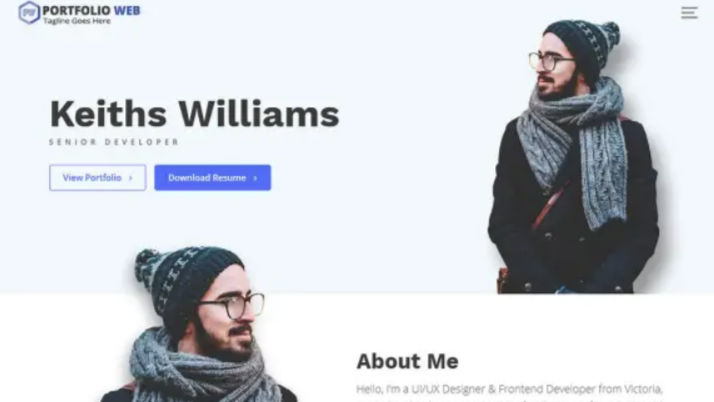 PW PORTFOLIO WEB
Tagline Goes Here
Keiths Williams
SENIOR DEVELOPER
View Portfolio ›
Download Resume ›
About Me
Hello, I'm a UI/UX Designer & Frontend Developer from Victoria,